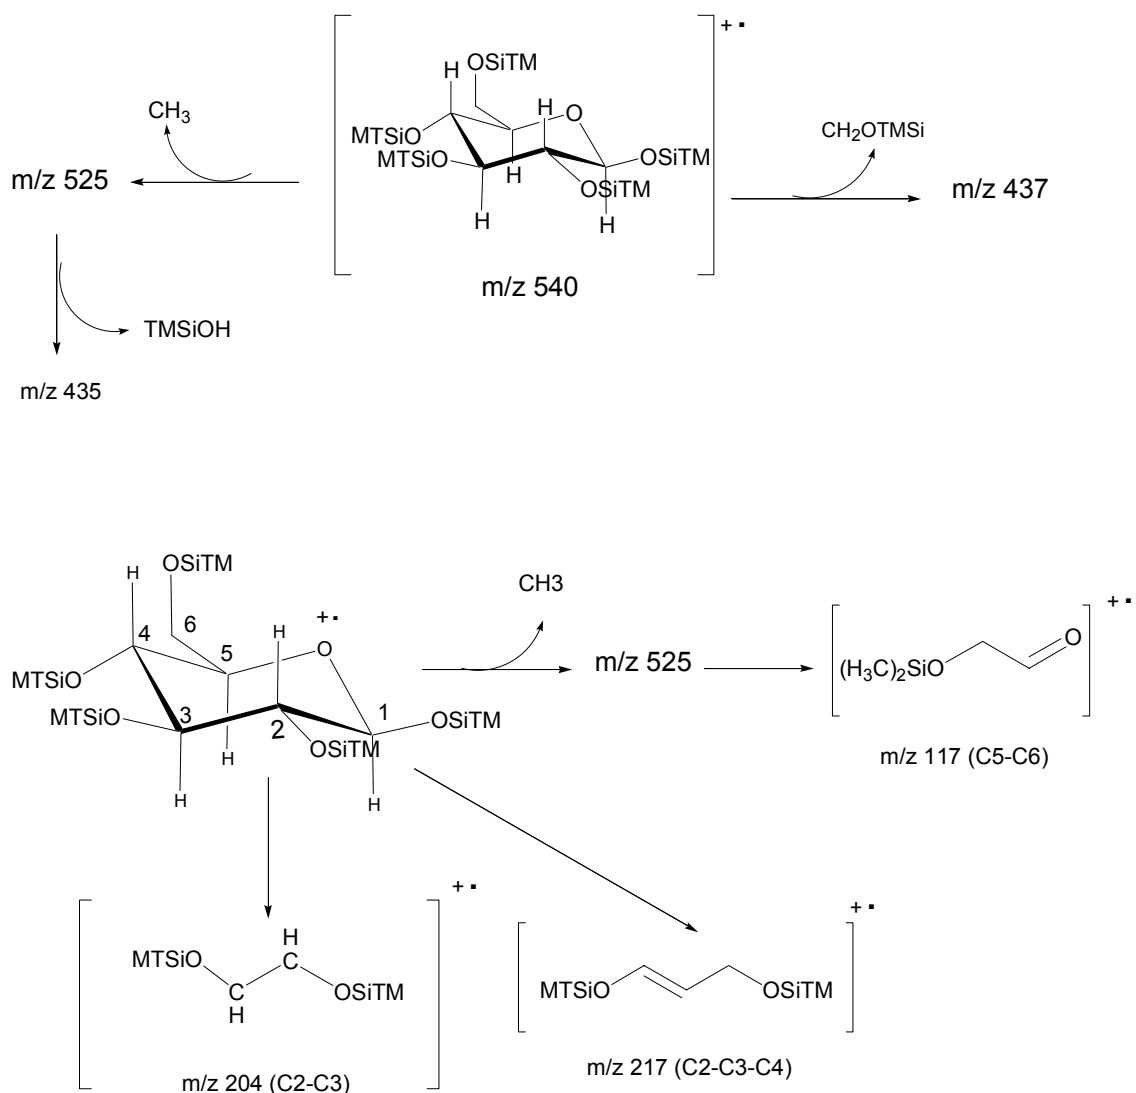 + ·
OSiTM
H
CH3
H
O
MTSiO
MTSiO
OSiTM
OSiTM
H
H
H
CH2OTMSi
m/z 525
m/z 437
m/z 540
TMSiOH
m/z 435
OSiTM
H
6
+ ·
H
CH3
4
5
O
MTSiO
MTSiO
3
2
1
OSiTM
OSiTM
H
H
H
m/z 525
+ ·
(H3C)2SiO
O
m/z 117 (C5-C6)
+ ·
MTSiO
H
C
C
H
OSiTM
m/z 204 (C2-C3)
+ ·
MTSiO
OSiTM
m/z 217 (C2-C3-C4)